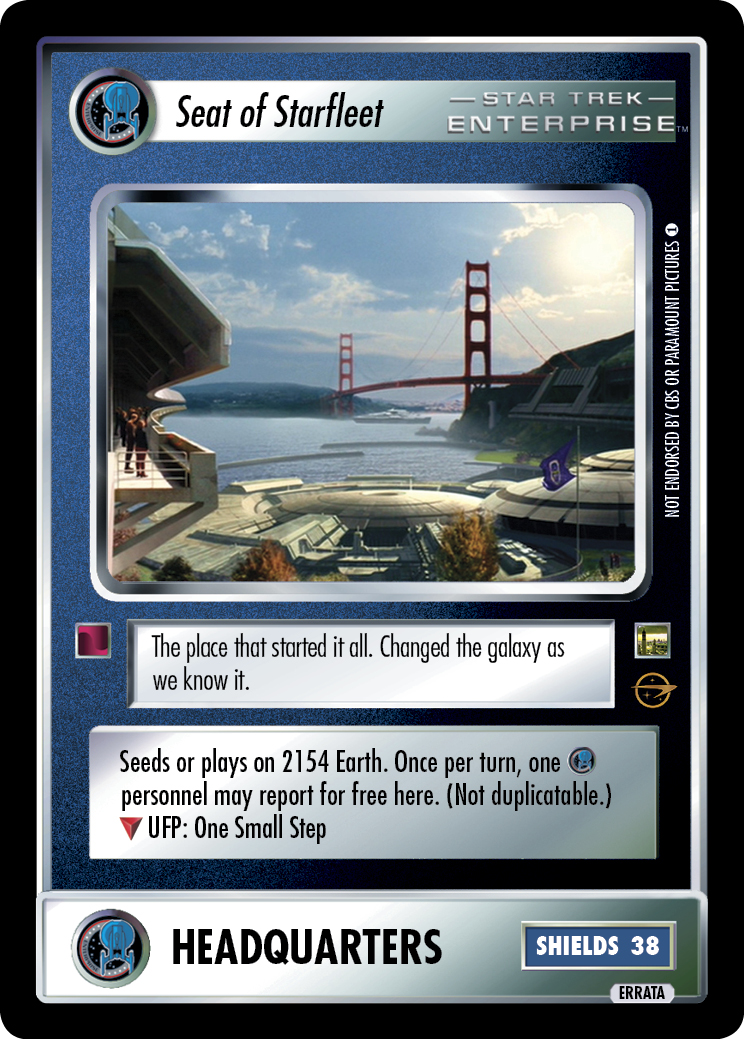 Seat of Starfleet
STAR TREK
ENTERPRISE™
NOT ENDORSED BY CBS OR PARAMOUNT PICTURES 1
The place that started it all. Changed the galaxy as
we know it.
Seeds or plays on 2154 Earth. Once per turn, one
personnel may report for free here. (Not duplicatable.)
UFP: One Small Step
HEADQUARTERS
SHIELDS 38
ERRATA